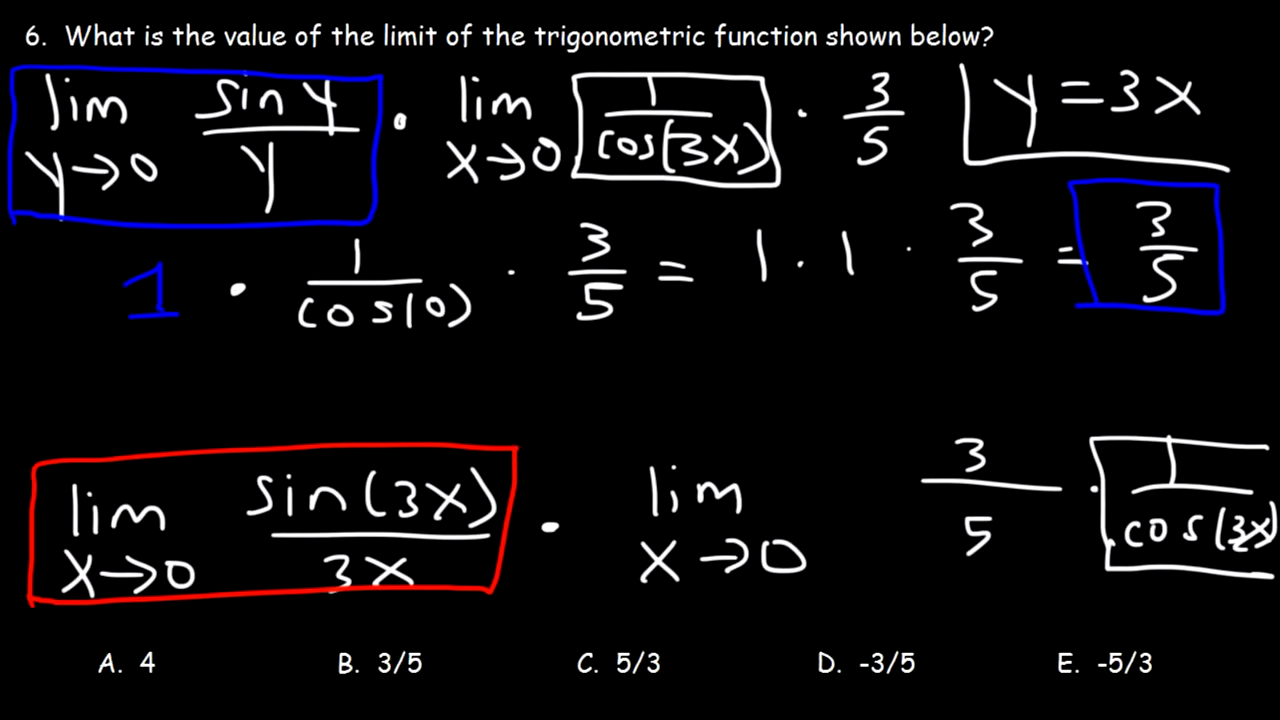 6. What is the value of the limit of the trigonometric function shown below?
lim y→0 sin y / y · lim x→0 1 / cos(3x) · 3/5 y = 3x
1 · 1 / cos(0) · 3/5 = 1 · 1 · 3/5 = 3/5
lim x→0 sin(3x) / 3x · lim x→0 3/5 · 1 / cos(3x)
A. 4 B. 3/5 C. 5/3 D. -3/5 E. -5/3